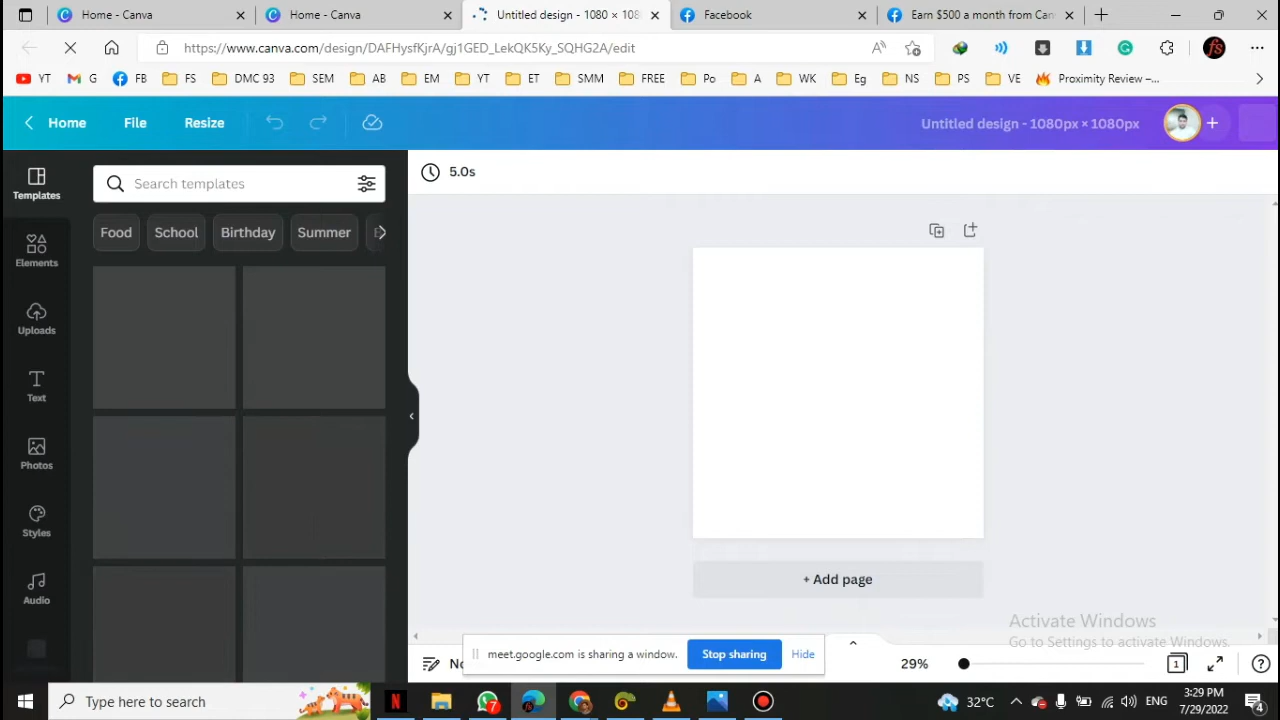 Home - Canva
Home - Canva
Untitled design - 1080 × 108
Facebook
Earn $500 a month from Can
https://www.canva.com/design/DAFHysfKjrA/gj1GED_LekQK5Ky_SQHG2A/edit
YT
G
FB
FS
DMC 93
SEM
AB
EM
YT
ET
SMM
FREE
Po
A
WK
Eg
NS
PS
VE
Proximity Review –...
Home
File
Resize
Untitled design - 1080px × 1080px
Templates
Search templates
5.0s
Food
School
Birthday
Summer
Elements
Uploads
Text
Photos
Styles
Audio
+ Add page
Activate Windows
Go to Settings to activate Windows.
meet.google.com is sharing a window.
Stop sharing
Hide
No
29%
1
Type here to search
7
32°C
ENG
3:29 PM
7/29/2022
4